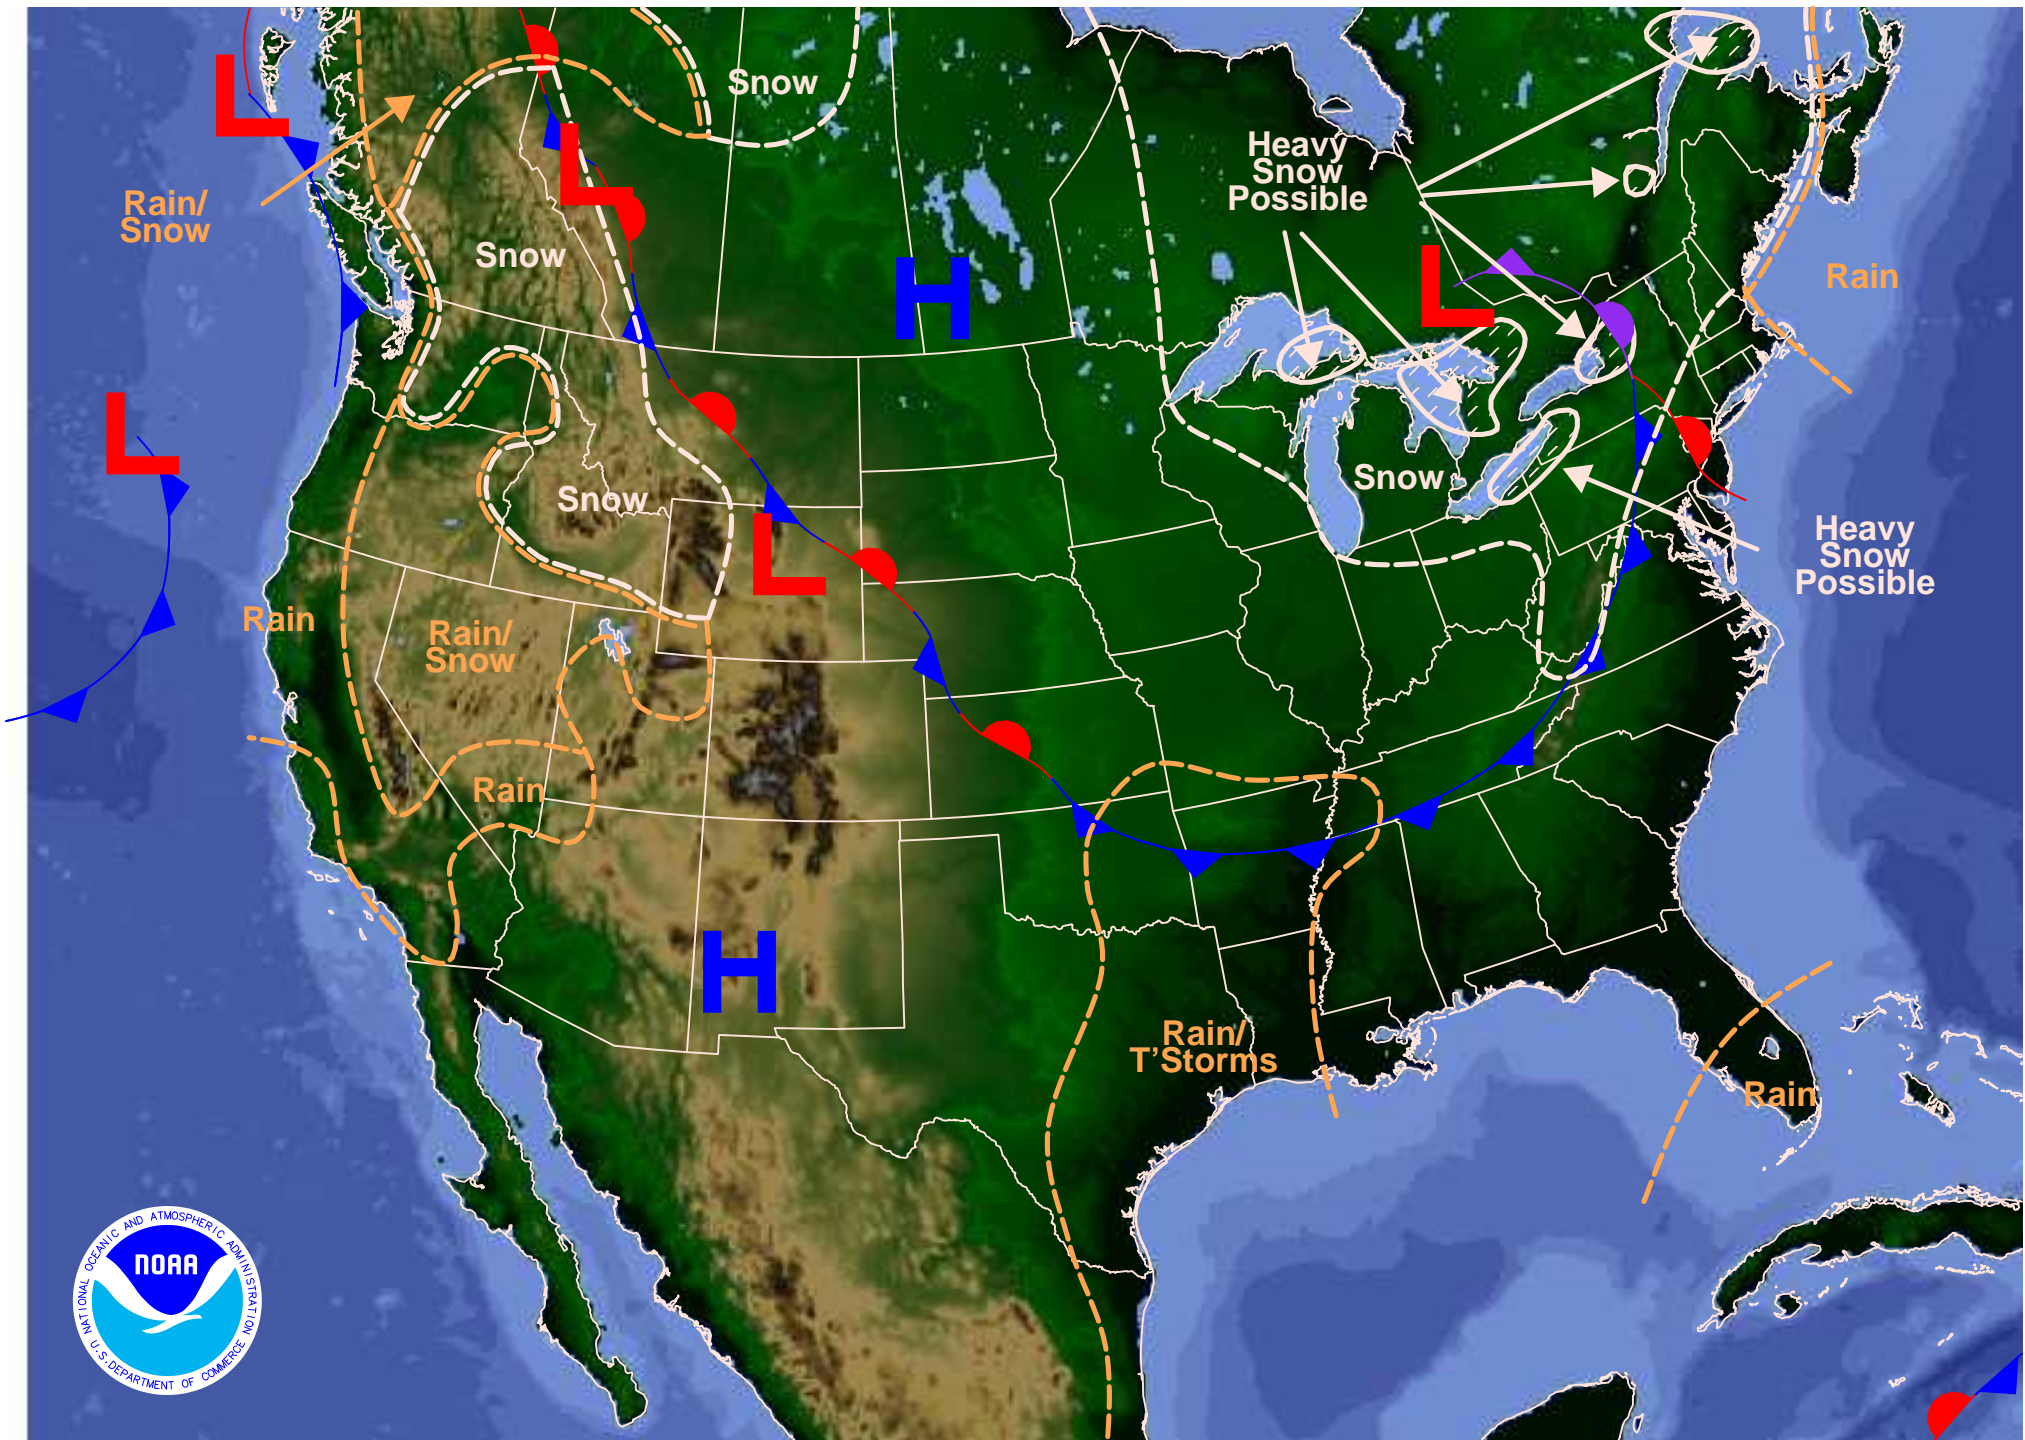 L
Snow
Heavy
Snow
Possible
L
Rain/
Snow
Snow
H
L
Rain
L
Snow
Snow
L
Heavy
Snow
Possible
Rain
Rain/
Snow
Rain
H
Rain/
T'Storms
Rain
NATIONAL OCEANIC AND ATMOSPHERIC ADMINISTRATION
NOAA
U.S. DEPARTMENT OF COMMERCE